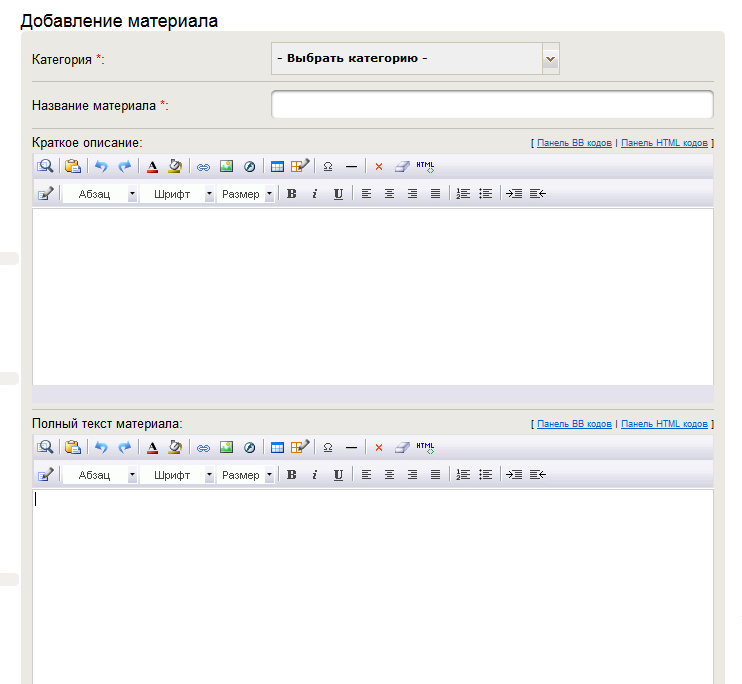 Добавление материала
Категория *:
- Выбрать категорию -
Название материала *:
Краткое описание:
[ Панель BB кодов | Панель HTML кодов ]
A Ω HTML
Абзац Шрифт Размер B i U
Полный текст материала:
[ Панель BB кодов | Панель HTML кодов ]
A Ω HTML
Абзац Шрифт Размер B i U